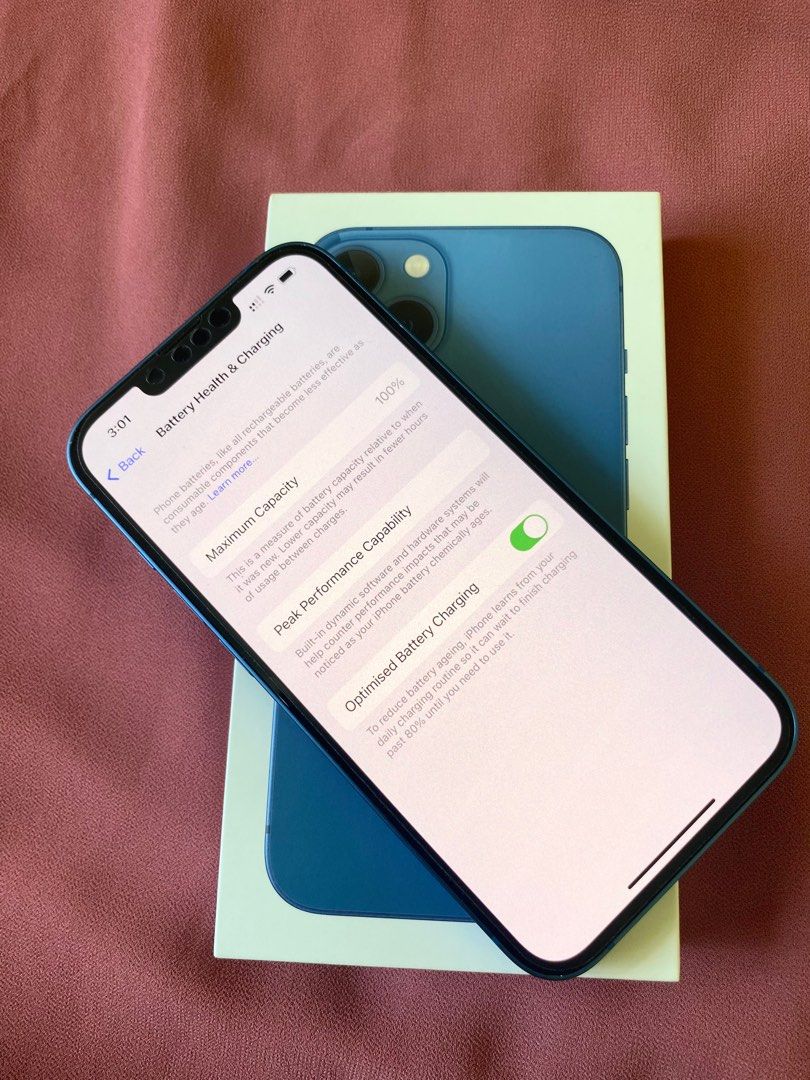 3:01
Back
Battery Health & Charging
Phone batteries, like all rechargeable batteries, are
consumable components that become less effective as
they age. Learn more...
Maximum Capacity 100%
This is a measure of battery capacity relative to when
it was new. Lower capacity may result in fewer hours
of usage between charges.
Peak Performance Capability
Built-in dynamic software and hardware systems will
help counter performance impacts that may be
noticed as your iPhone battery chemically ages.
Optimised Battery Charging
To reduce battery ageing, iPhone learns from your
daily charging routine so it can wait to finish charging
past 80% until you need to use it.